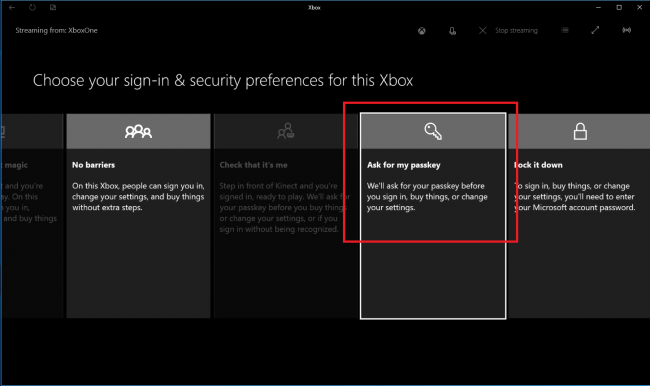 Xbox
Streaming from: XboxOne
Stop streaming
Choose your sign-in & security preferences for this Xbox
magic
and you're
play. On this
you in,
and buy things
No barriers
On this Xbox, people can sign you in,
change your settings, and buy things
without extra steps.
Check that it's me
Step in front of Kinect and you're
signed in, ready to play. We'll ask for
your passkey before you buy things
or change your settings, or if you
sign in without being recognized.
Ask for my passkey
We'll ask for your passkey before
you sign in, buy things, or change
your settings.
Lock it down
To sign in, buy things, or change
your settings, you'll need to enter
your Microsoft account password.